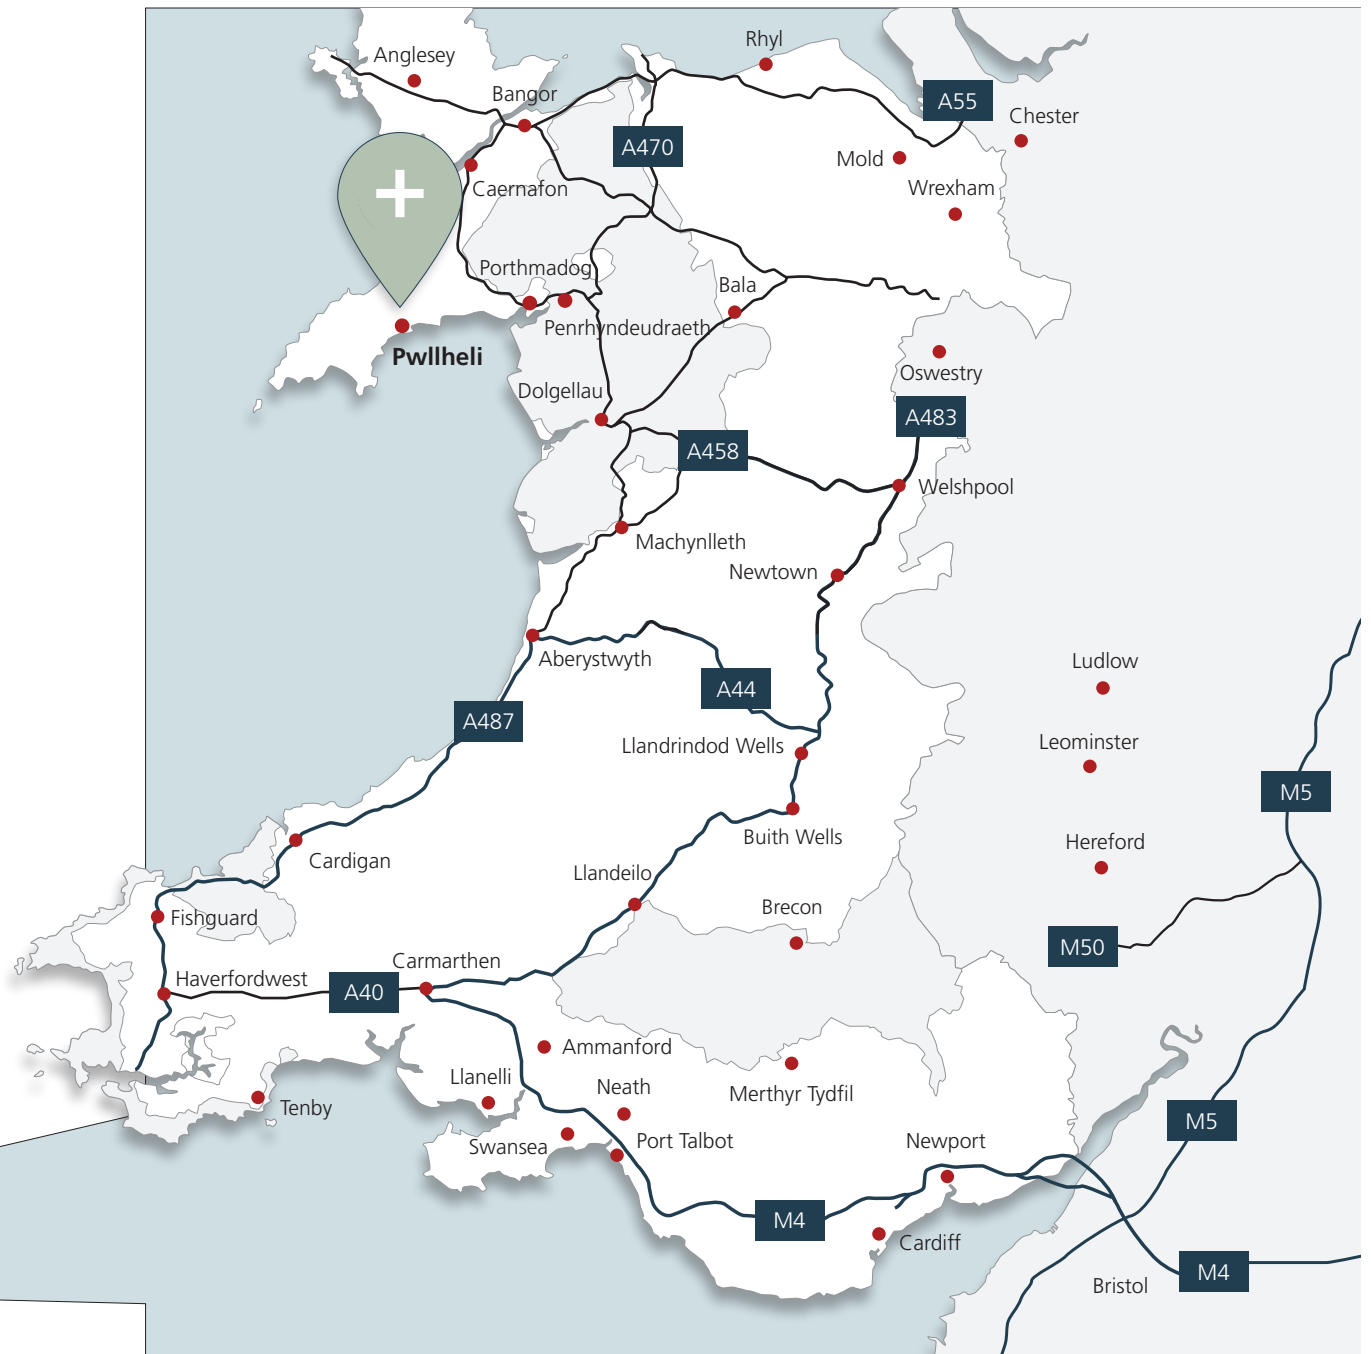 Rhyl
Anglesey
Bangor
A55
Chester
A470
Mold
Wrexham
Caernafon
Porthmadog
Bala
Penrhyndeudraeth
Pwllheli
Oswestry
Dolgellau
A483
A458
Welshpool
Machynlleth
Newtown
Aberystwyth
Ludlow
A44
A487
Llandrindod Wells
Leominster
M5
Buith Wells
Hereford
Cardigan
Llandeilo
Brecon
Fishguard
M50
Carmarthen
Haverfordwest
A40
Ammanford
Llanelli
Neath
Merthyr Tydfil
Tenby
M5
Swansea
Port Talbot
Newport
M4
Cardiff
M4
Bristol